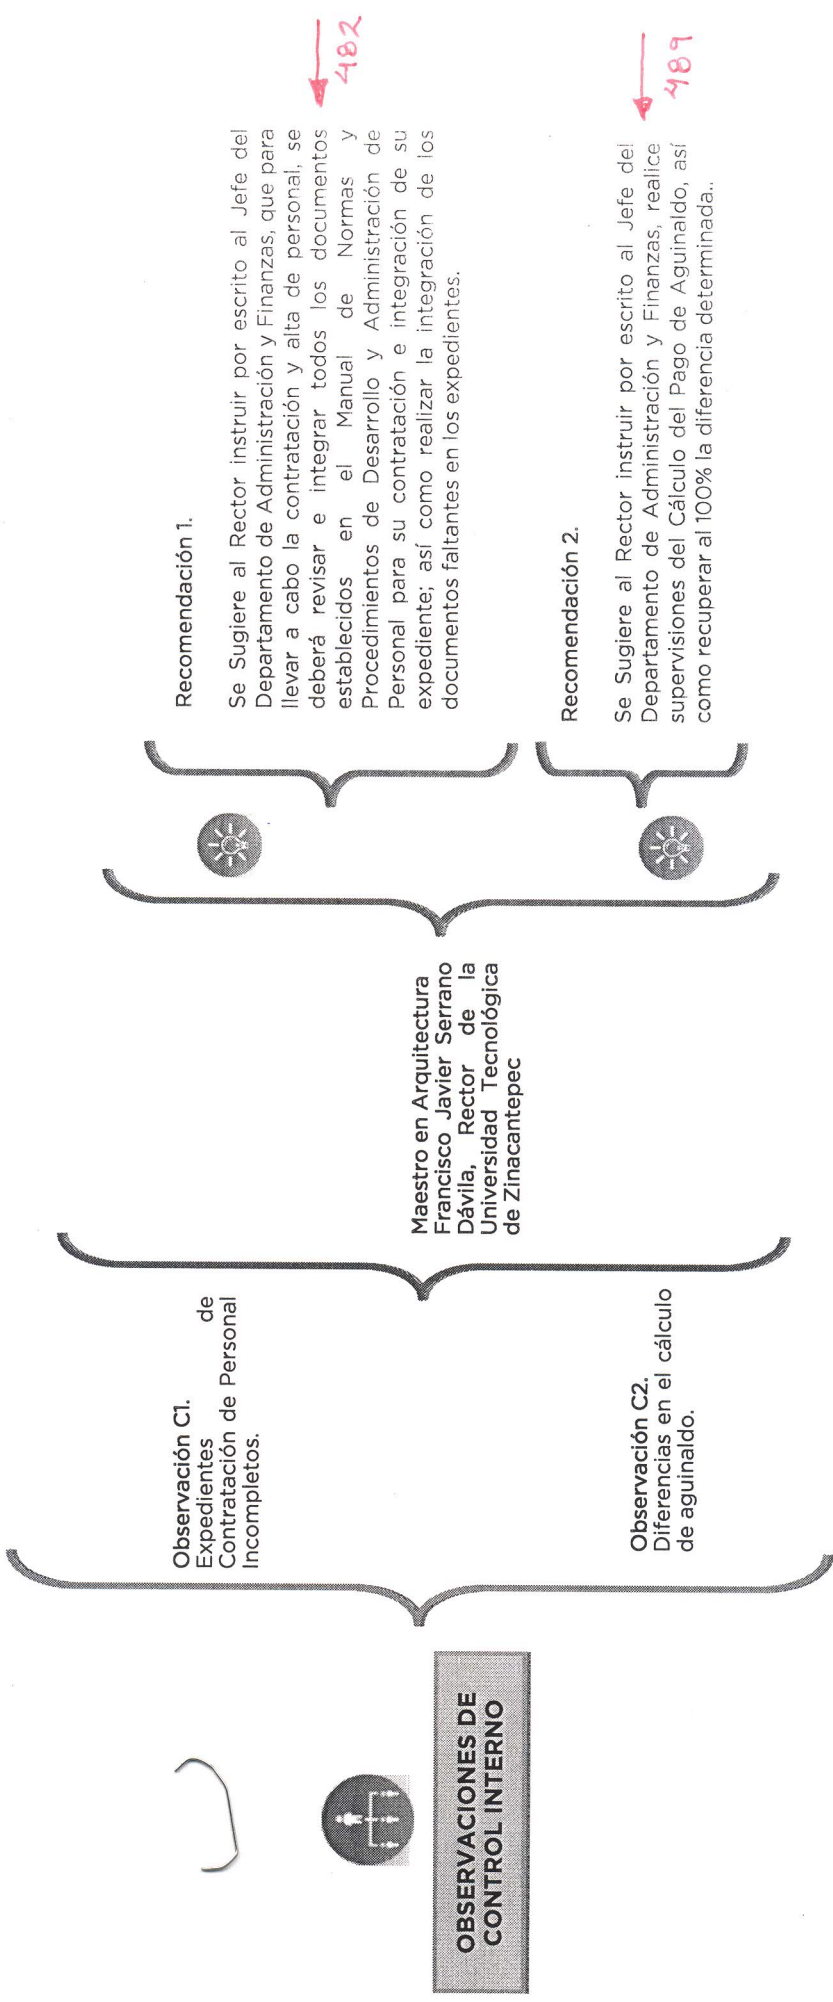 OBSERVACIONES DE
CONTROL INTERNO
Observación C1.
Expedientes de
Contratación de Personal
Incompletos.
Observación C2.
Diferencias en el cálculo
de aguinaldo.
Maestro en Arquitectura
Francisco Javier Serrano
Dávila, Rector de la
Universidad Tecnológica
de Zinacantepec
Recomendación 1.
Se Sugiere al Rector instruir por escrito al Jefe del
Departamento de Administración y Finanzas, que para
llevar a cabo la contratación y alta de personal, se
deberá revisar e integrar todos los documentos
establecidos en el Manual de Normas y
Procedimientos de Desarrollo y Administración de
Personal para su contratación e integración de su
expediente; así como realizar la integración de los
documentos faltantes en los expedientes.
482
Recomendación 2.
Se Sugiere al Rector instruir por escrito al Jefe del
Departamento de Administración y Finanzas, realice
supervisiones del Cálculo del Pago de Aguinaldo, así
como recuperar al 100% la diferencia determinada..
489